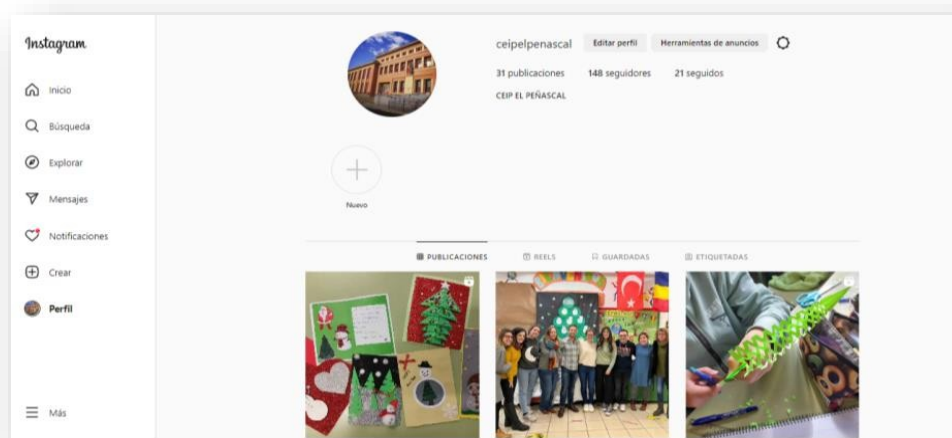 Instagram
Inicio
Búsqueda
Explorar
Mensajes
Notificaciones
Crear
Perfil
Más
ceipelpenascal Editar perfil Herramientas de anuncios
31 publicaciones 148 seguidores 21 seguidos
CEIP EL PEÑASCAL
Nuevo
PUBLICACIONES REELS GUARDADAS ETIQUETADAS